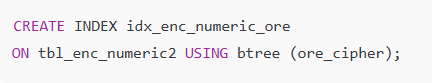 CREATE INDEX idx_enc_numeric_ore
ON tbl_enc_numeric2 USING btree (ore_cipher);